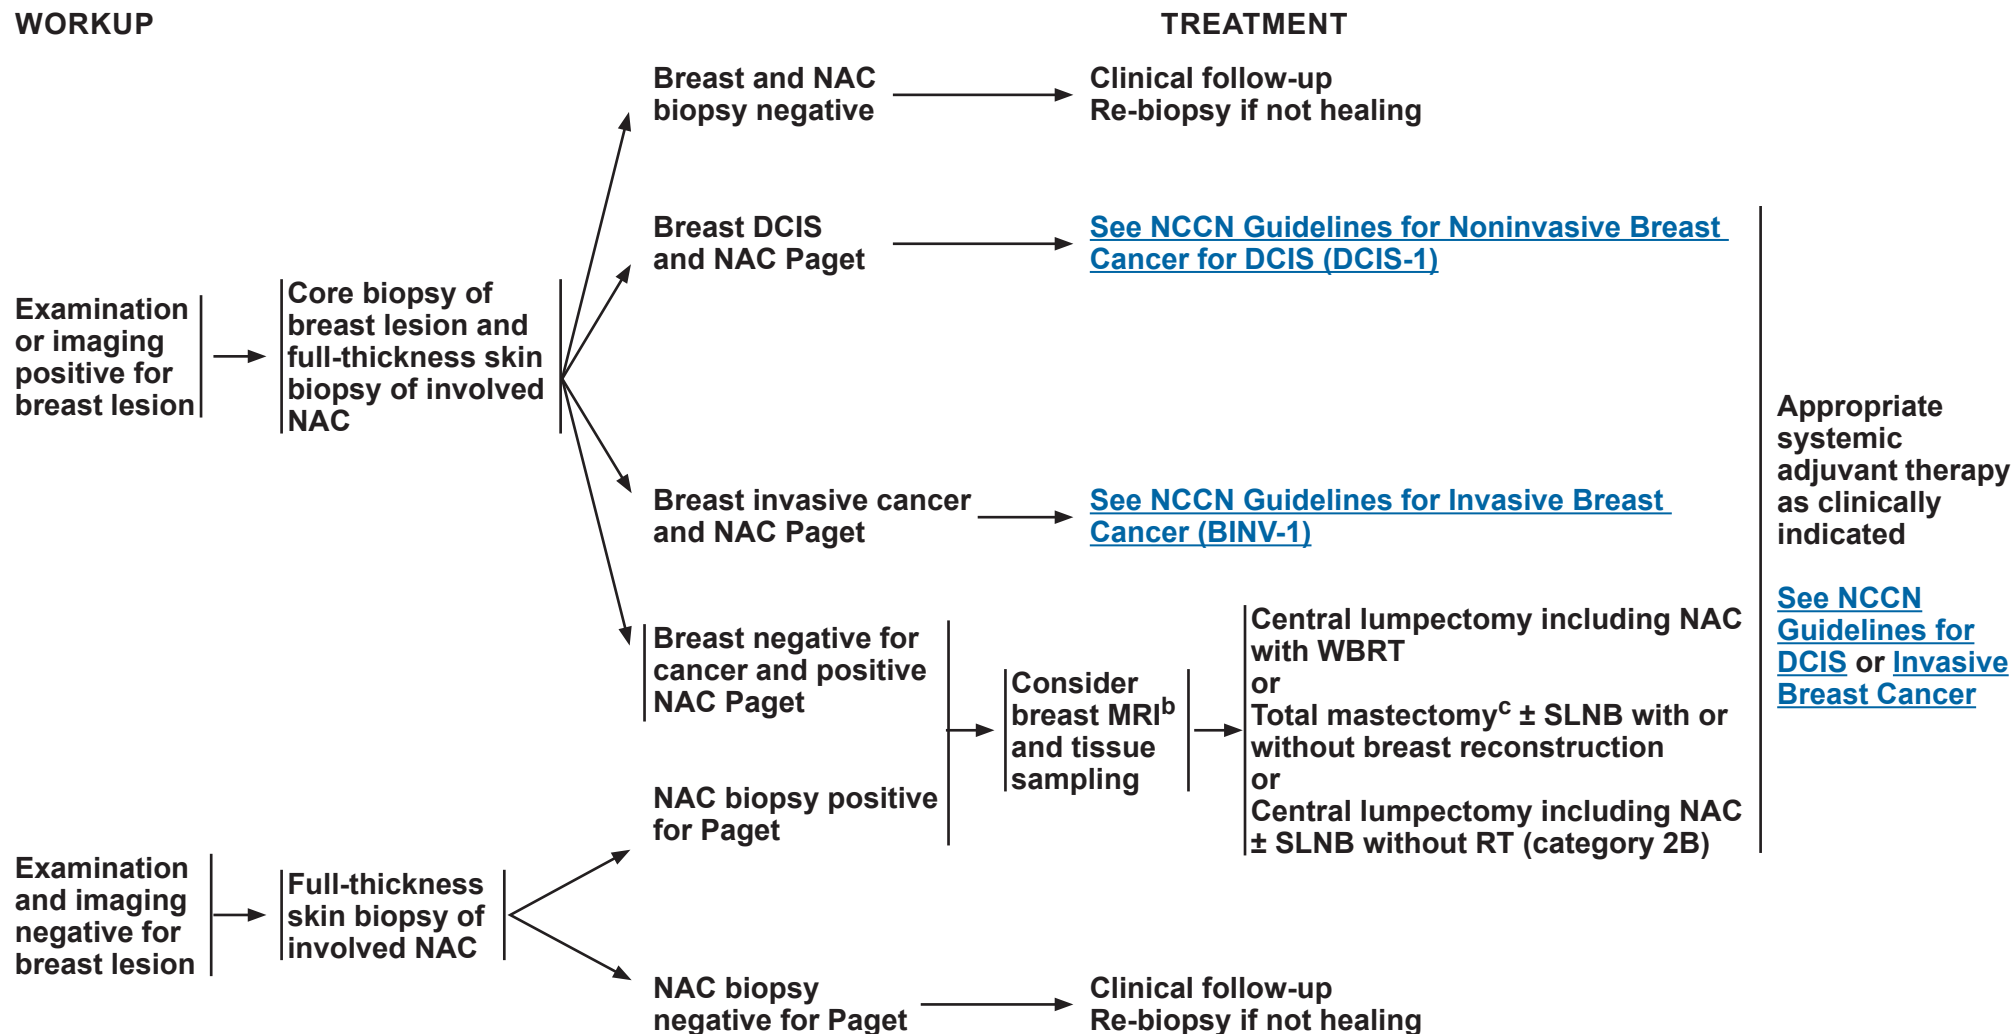 WORKUP
TREATMENT
Breast and NAC
biopsy negative
Clinical follow-up
Re-biopsy if not healing
Breast DCIS
and NAC Paget
See NCCN Guidelines for Noninvasive Breast
Cancer for DCIS (DCIS-1)
Examination
or imaging
positive for
breast lesion
Core biopsy of
breast lesion and
full-thickness skin
biopsy of involved
NAC
Breast invasive cancer
and NAC Paget
See NCCN Guidelines for Invasive Breast
Cancer (BINV-1)
Appropriate
systemic
adjuvant therapy
as clinically
indicated
See NCCN
Guidelines for
DCIS or Invasive
Breast Cancer
Breast negative for
cancer and positive
NAC Paget
NAC biopsy positive
for Paget
Consider
breast MRIᵇ
and tissue
sampling
Central lumpectomy including NAC
with WBRT
or
Total mastectomyᶜ ± SLNB with or
without breast reconstruction
or
Central lumpectomy including NAC
± SLNB without RT (category 2B)
Examination
and imaging
negative for
breast lesion
Full-thickness
skin biopsy of
involved NAC
NAC biopsy
negative for Paget
Clinical follow-up
Re-biopsy if not healing